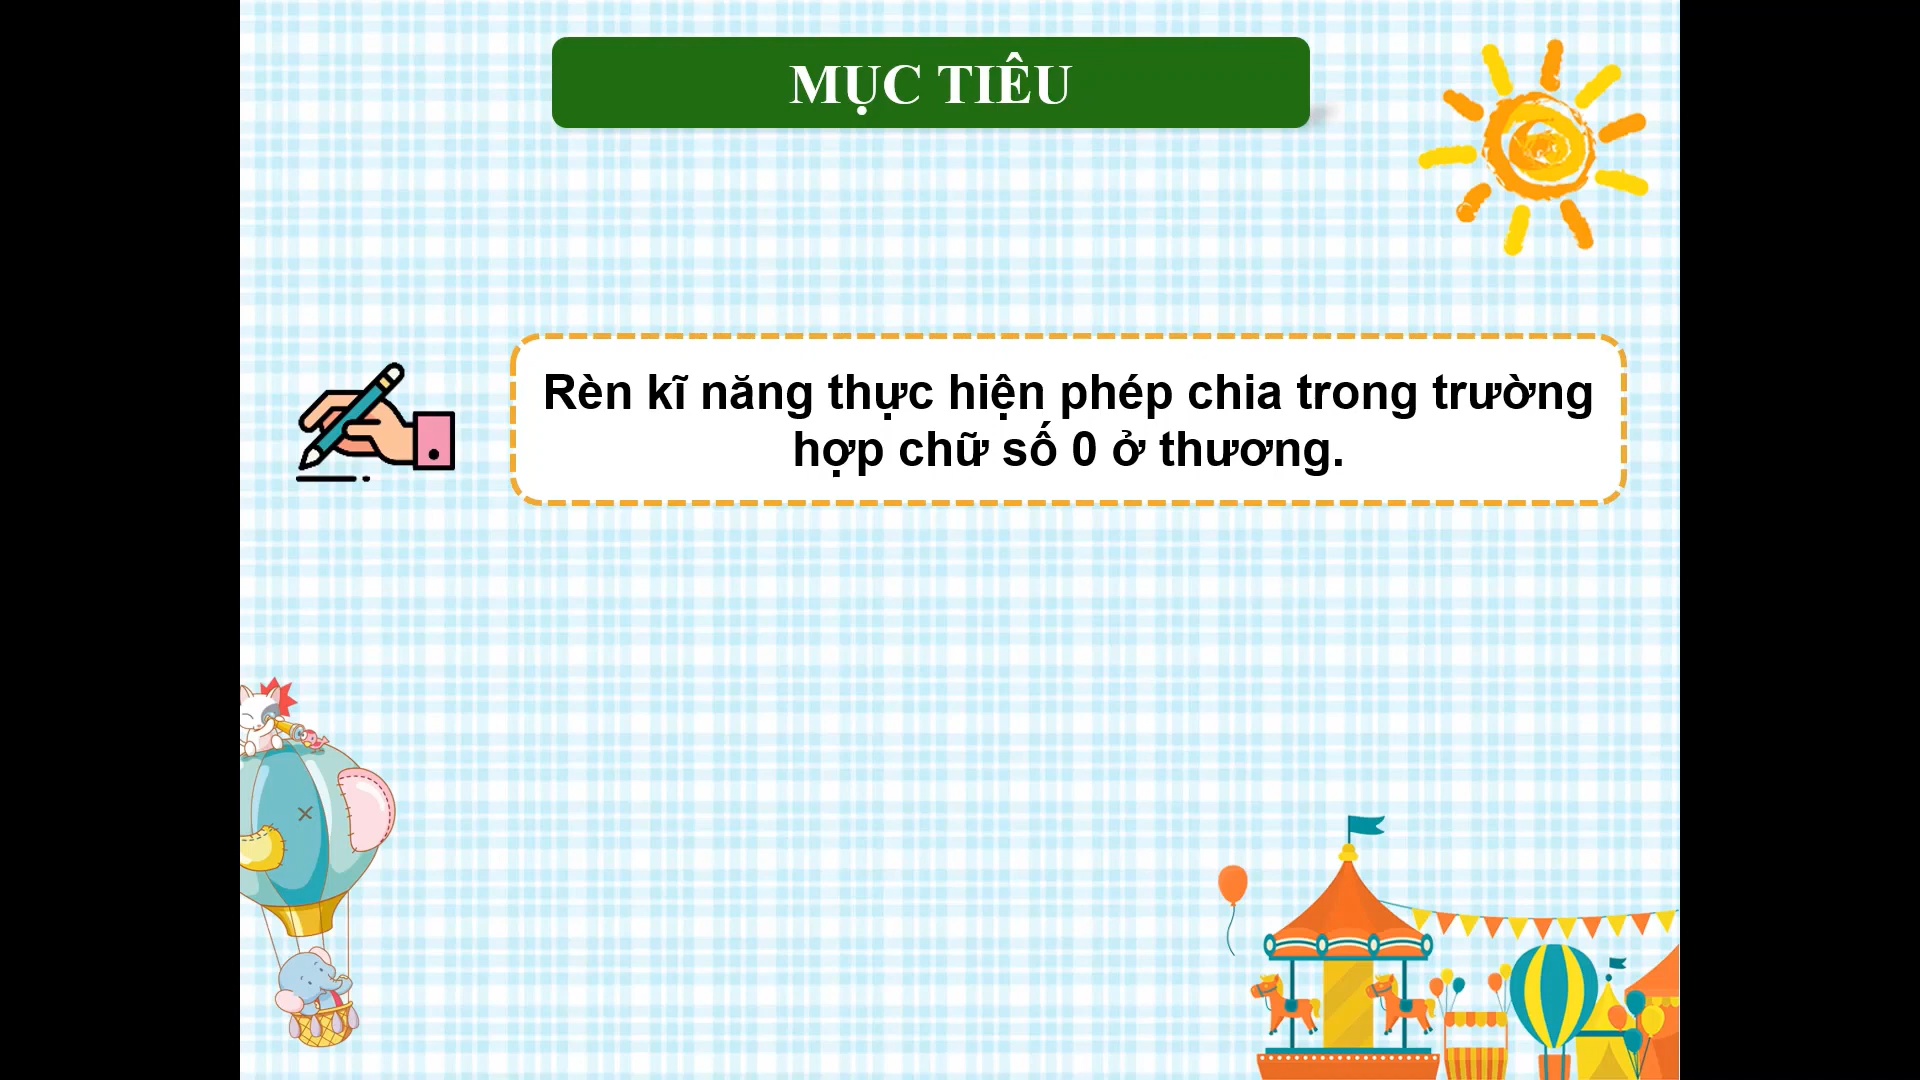 MỤC TIÊU
Rèn kĩ năng thực hiện phép chia trong trường
hợp chữ số 0 ở thương.